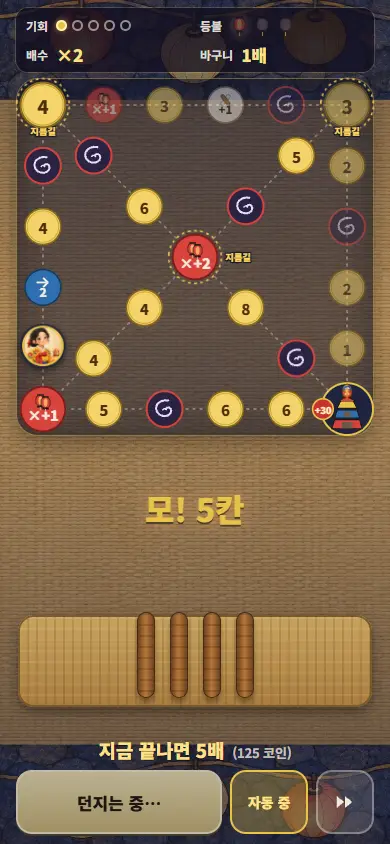 기회
등불
배수 ×2
바구니 1배
4
×+1
3
+1
3
지름길
지름길
5
2
6
4
×+2
지름길
→
2
2
4
8
4
1
×+1
5
6
6
+30
모! 5칸
지금 끝나면 5배 (125 코인)
던지는 중···
자동 중